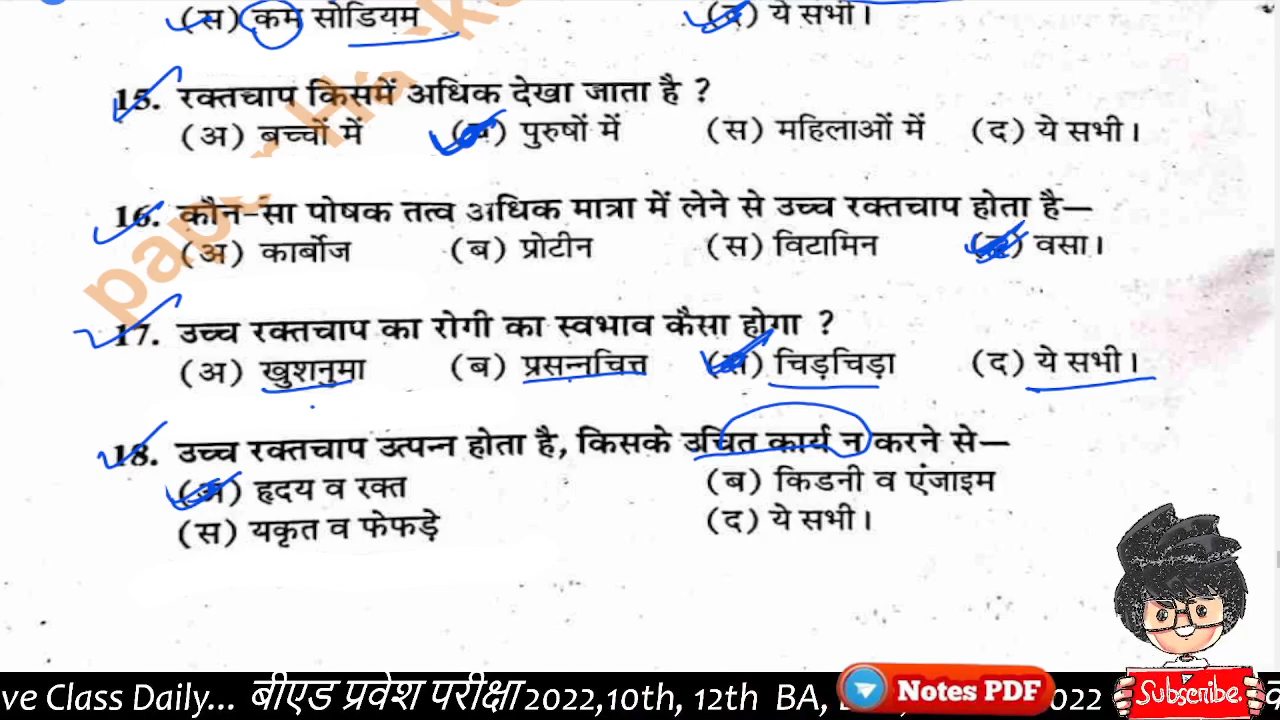 (स) कम सोडियम (द) ये सभी।
15. रक्तचाप किसमें अधिक देखा जाता है ?
(अ) बच्चों में (ब) पुरुषों में (स) महिलाओं में (द) ये सभी।
16. कौन-सा पोषक तत्व अधिक मात्रा में लेने से उच्च रक्तचाप होता है—
(अ) कार्बोज (ब) प्रोटीन (स) विटामिन (द) वसा।
17. उच्च रक्तचाप का रोगी का स्वभाव कैसा होगा ?
(अ) खुशनुमा (ब) प्रसन्नचित्त (स) चिड़चिड़ा (द) ये सभी।
18. उच्च रक्तचाप उत्पन्न होता है, किसके उचित कार्य न करने से—
(अ) हृदय व रक्त (ब) किडनी व एंजाइम
(स) यकृत व फेफड़े (द) ये सभी।
ve Class Daily... बीएड प्रवेश परीक्षा 2022,10th, 12th BA,
Notes PDF
Subscribe.